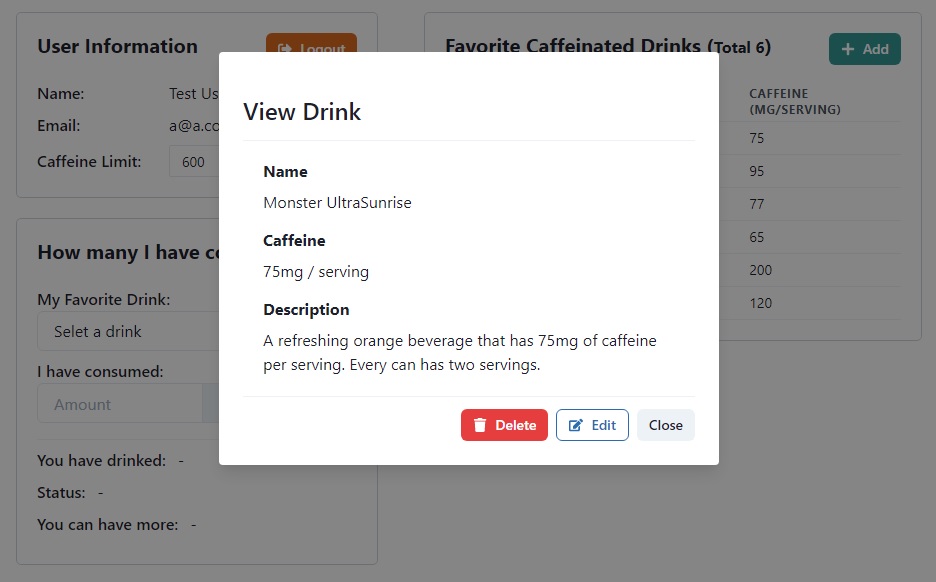 User Information
Logout
Name: Test Us
Email: a@a.co
Caffeine Limit: 600
How many I have c
My Favorite Drink:
Selet a drink
I have consumed:
Amount
You have drinked: -
Status: -
You can have more: -
Favorite Caffeinated Drinks (Total 6)
Add
CAFFEINE
(MG/SERVING)
75
95
77
65
200
120
View Drink
Name
Monster UltraSunrise
Caffeine
75mg / serving
Description
A refreshing orange beverage that has 75mg of caffeine
per serving. Every can has two servings.
Delete Edit Close